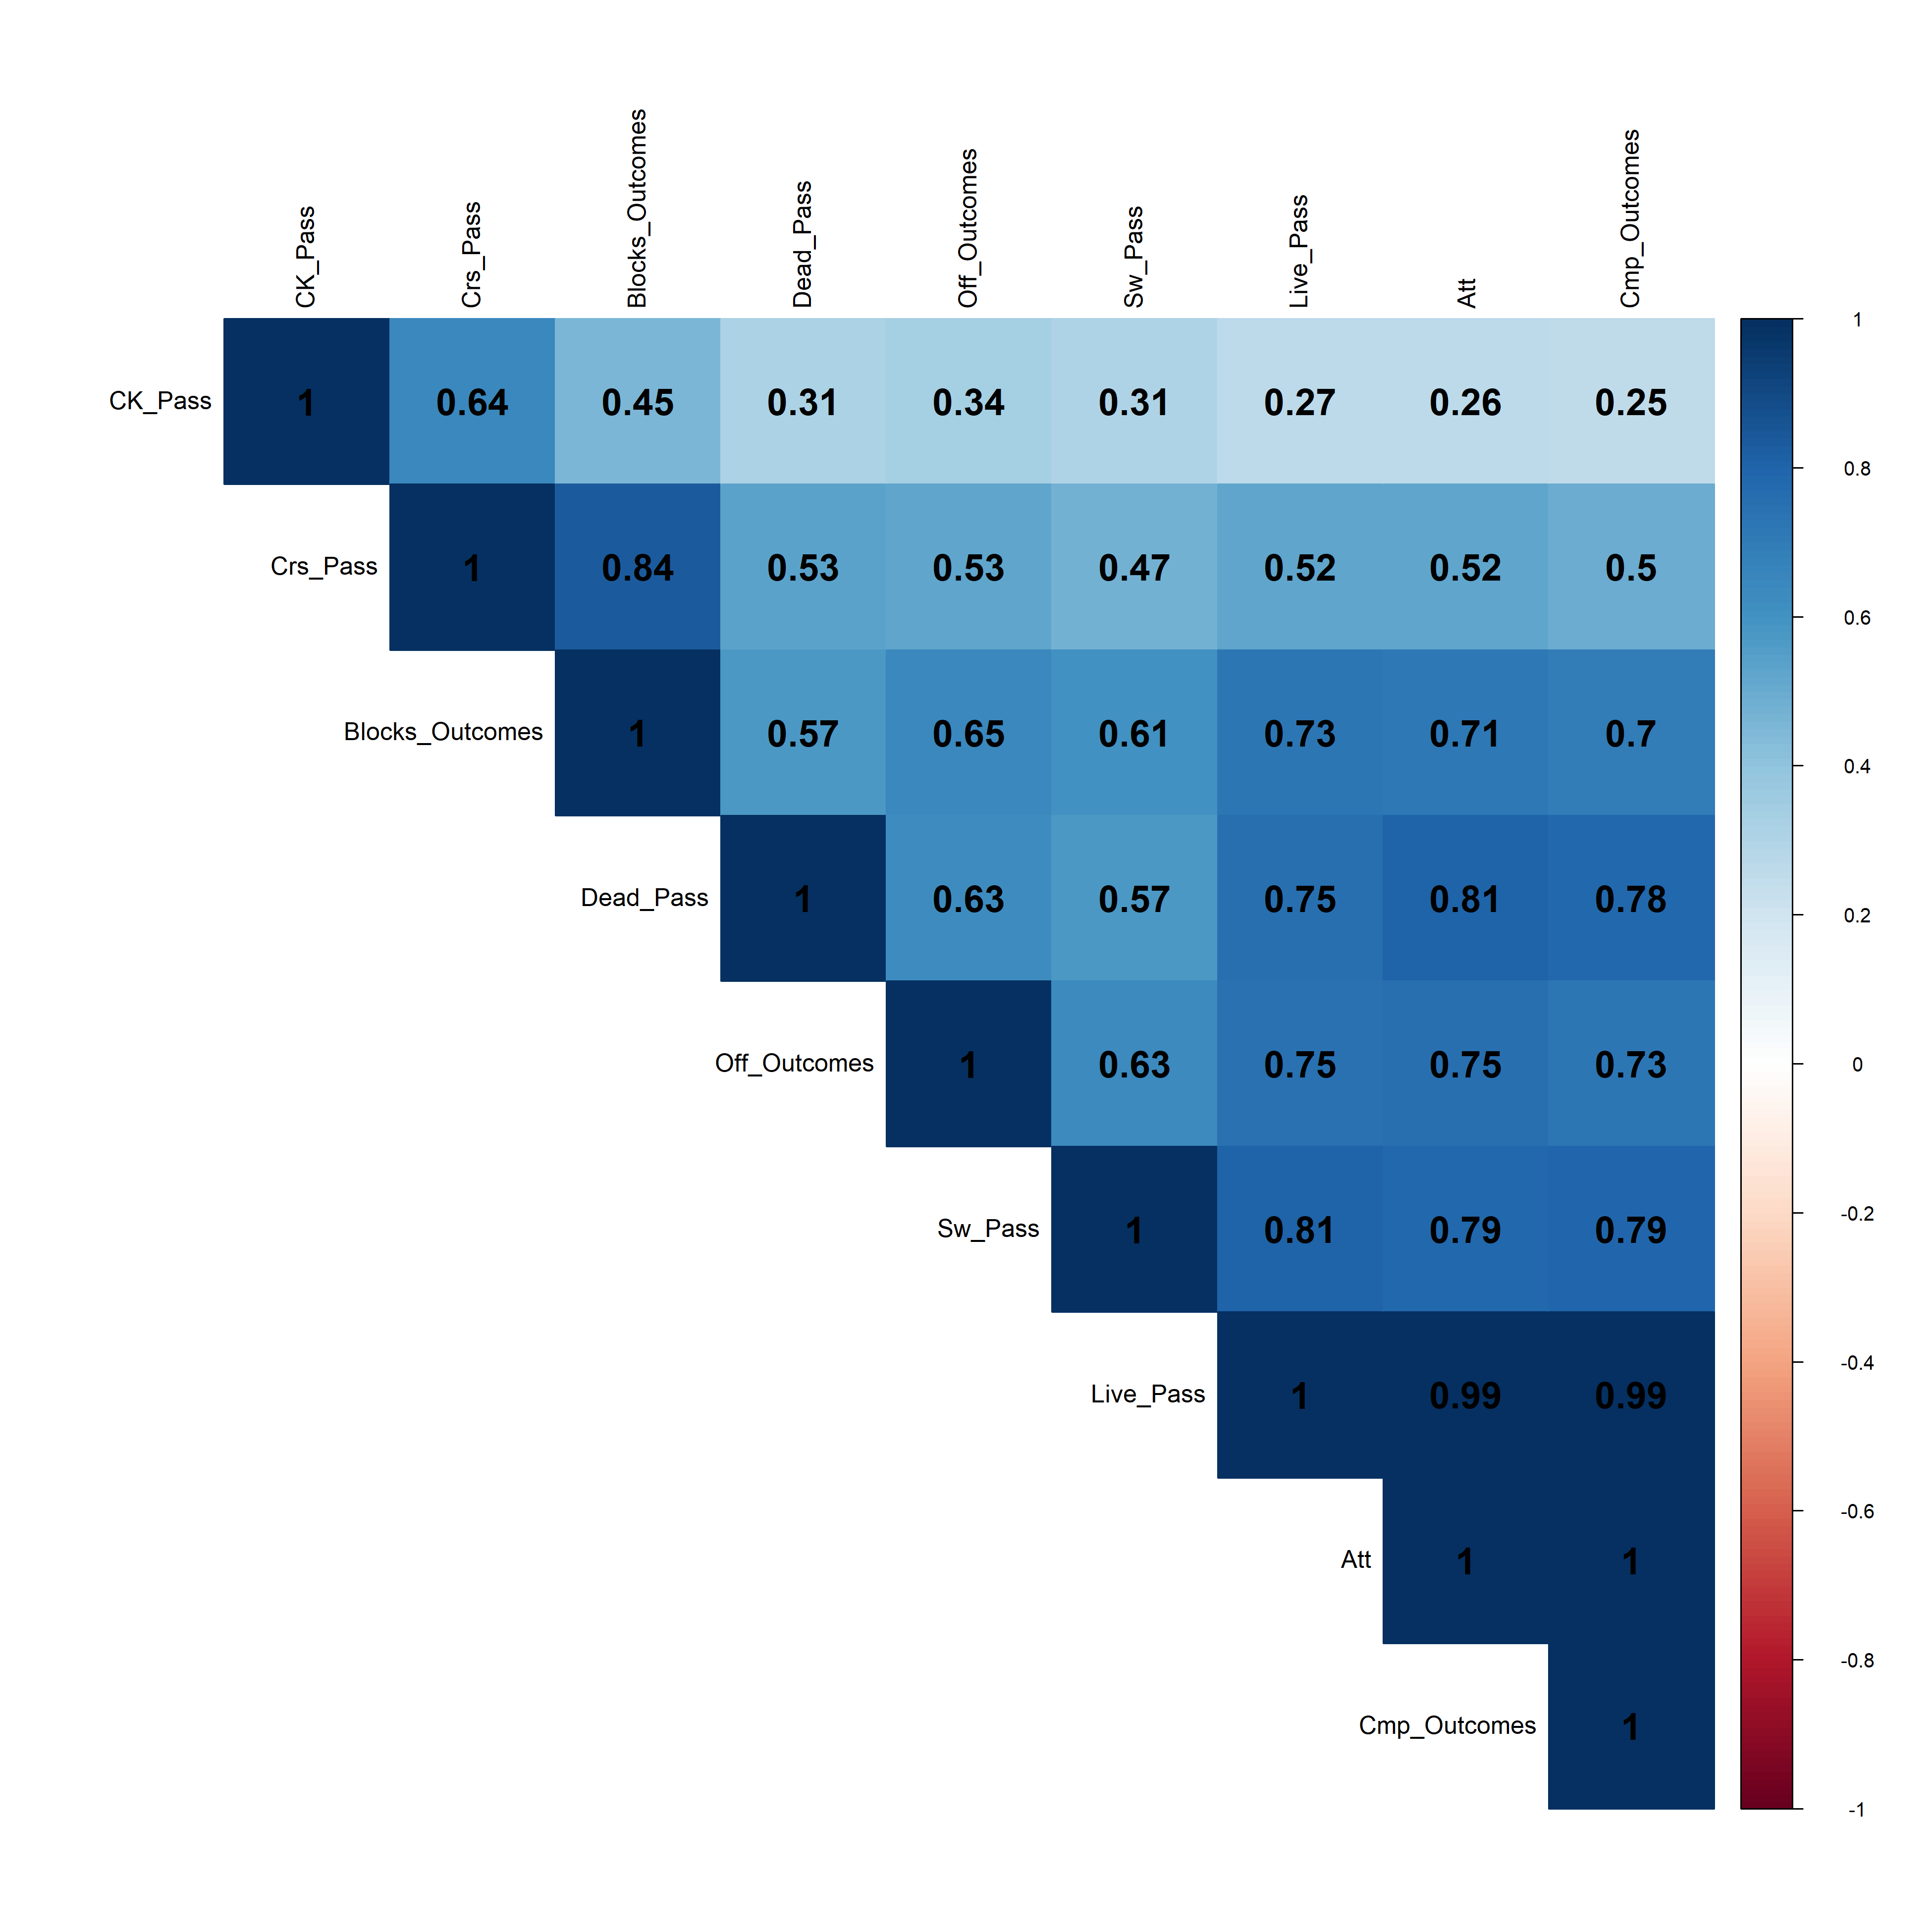 CK_Pass
Crs_Pass
Blocks_Outcomes
Dead_Pass
Off_Outcomes
Sw_Pass
Live_Pass
Att
Cmp_Outcomes
CK_Pass 1 0.64 0.45 0.31 0.34 0.31 0.27 0.26 0.25
Crs_Pass 1 0.84 0.53 0.53 0.47 0.52 0.52 0.5
Blocks_Outcomes 1 0.57 0.65 0.61 0.73 0.71 0.7
Dead_Pass 1 0.63 0.57 0.75 0.81 0.78
Off_Outcomes 1 0.63 0.75 0.75 0.73
Sw_Pass 1 0.81 0.79 0.79
Live_Pass 1 0.99 0.99
Att 1 1
Cmp_Outcomes 1
1
0.8
0.6
0.4
0.2
0
-0.2
-0.4
-0.6
-0.8
-1